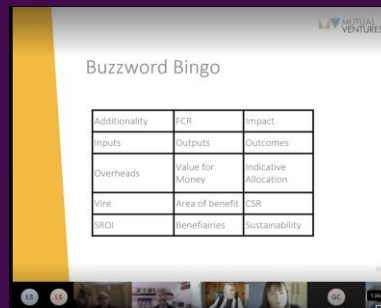 MUTUAL
VENTURES
Buzzword Bingo
Additionality FCR Impact
Inputs Outputs Outcomes
Overheads Value for Money Indicative Allocation
Vire Area of benefit CSR
SROI Benefiairies Sustainability
LS LS GC